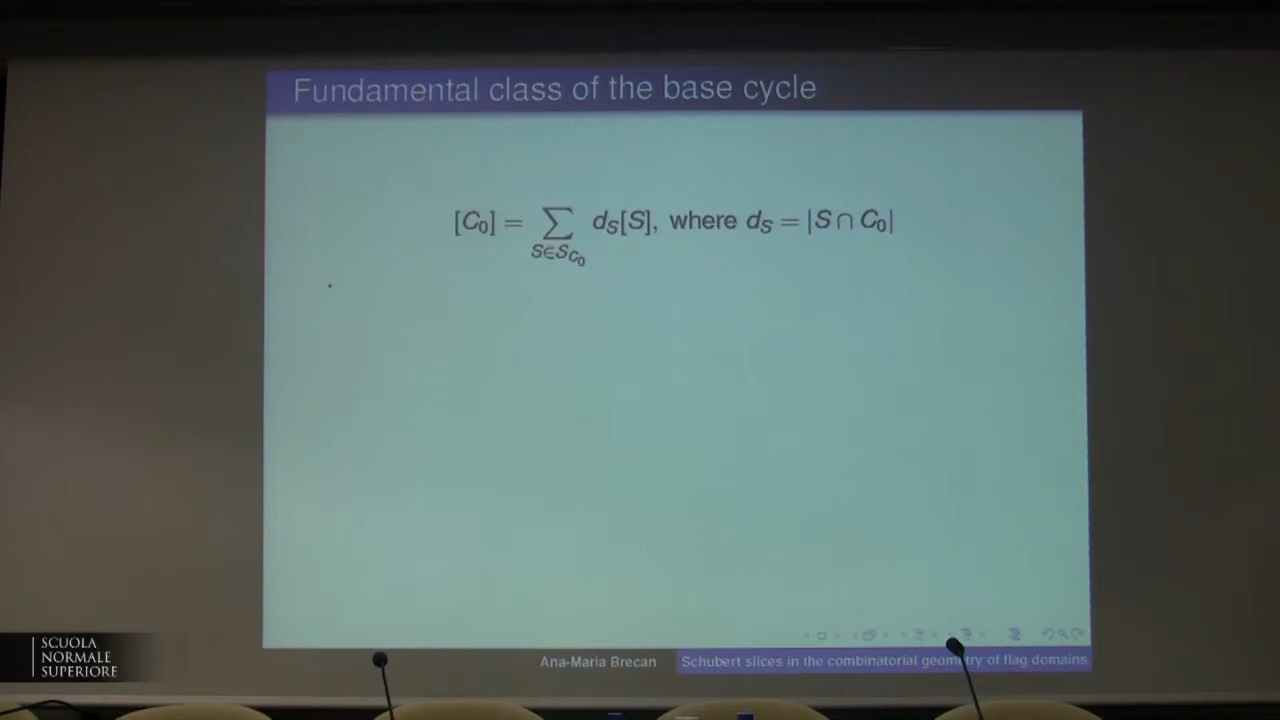 Fundamental class of the base cycle
[C₀] = ∑ d_S[S], where d_S = |S ∩ C₀|
S∈S_{C₀}
Ana-Maria Brecan
Schubert slices in the combinatorial geometry of flag domains
SCUOLA
NORMALE
SUPERIORE